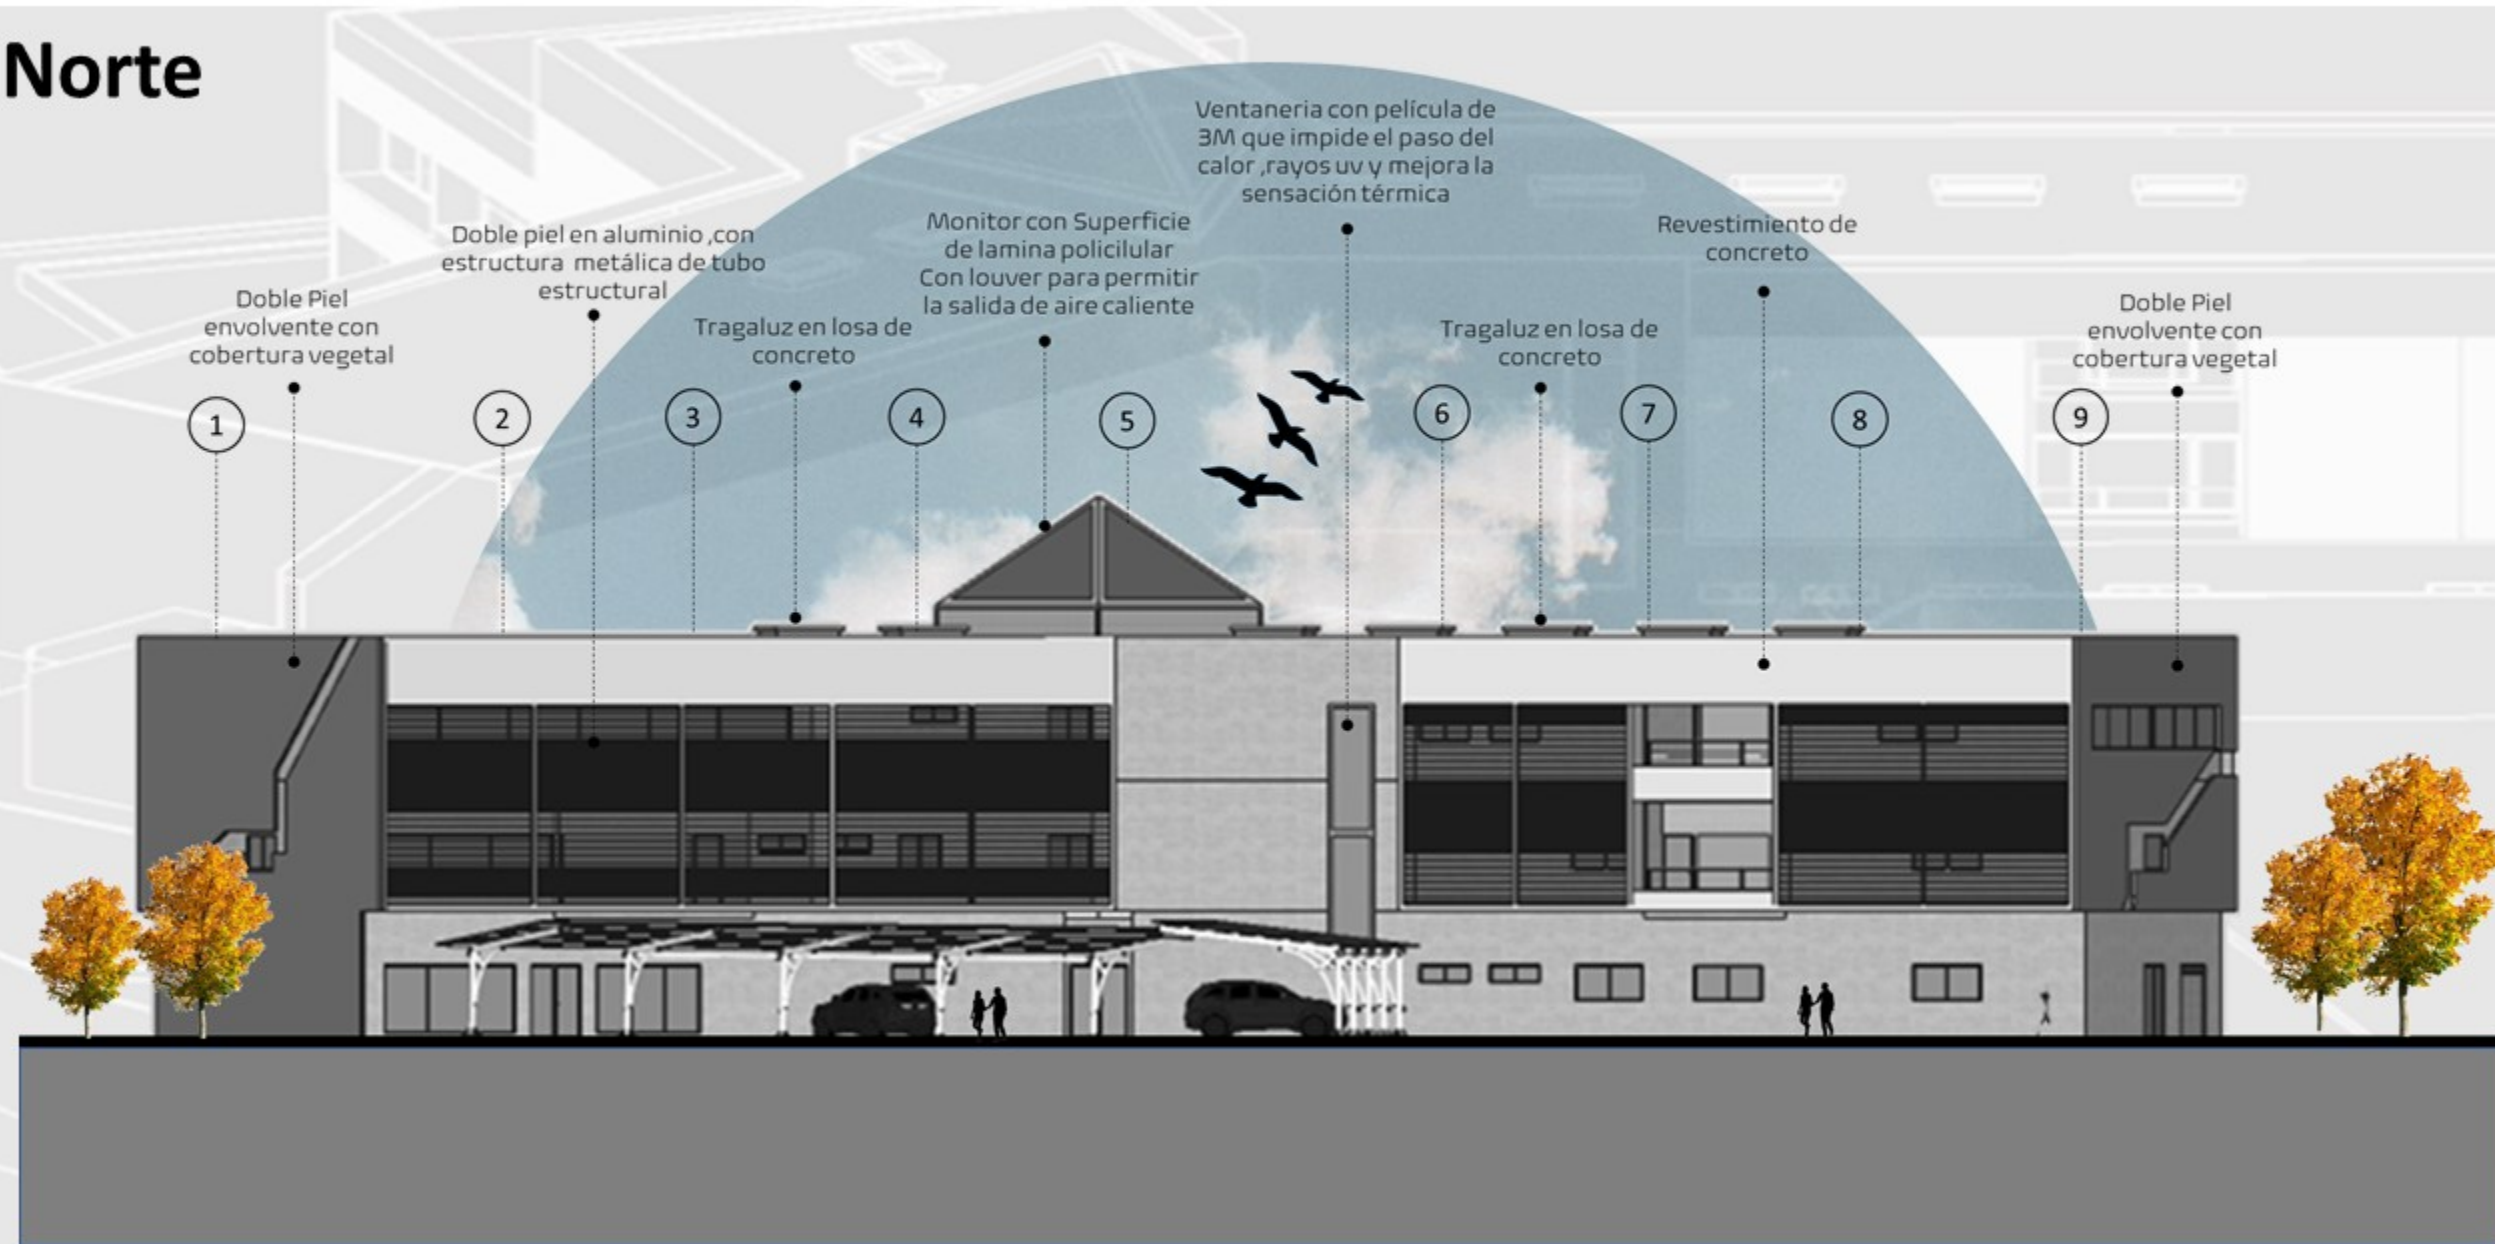 Norte
Ventaneria con película de
3M que impide el paso del
calor ,rayos uv y mejora la
sensación térmica
Monitor con Superficie
de lamina policilular
Con louver para permitir
la salida de aire caliente
Revestimiento de
concreto
Doble piel en aluminio ,con
estructura metálica de tubo
estructural
Doble Piel
envolvente con
cobertura vegetal
Tragaluz en losa de
concreto
Tragaluz en losa de
concreto
Doble Piel
envolvente con
cobertura vegetal
1
2
3
4
5
6
7
8
9